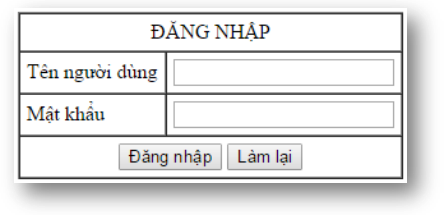 ĐĂNG NHẬP
Tên người dùng
Mật khẩu
Đăng nhập Làm lại